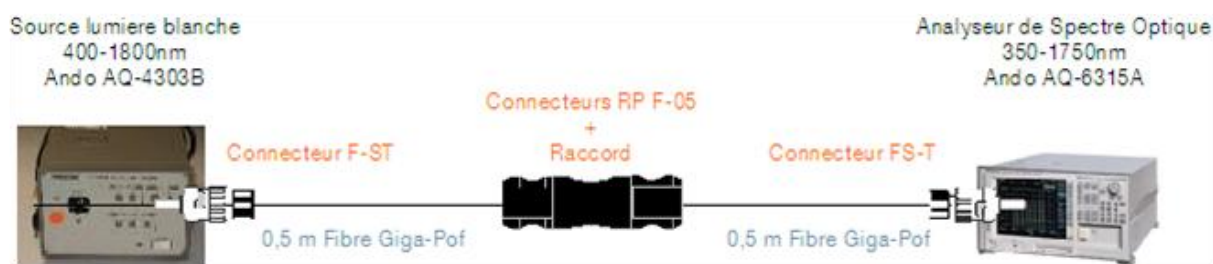 Source lumiere blanche
400-1800nm
Ando AQ-4303B
Analyseur de Spectre Optique
350-1750nm
Ando AQ-6315A
Connecteurs RP F-05
+
Raccord
Connecteur F-ST
Connecteur FS-T
0,5 m Fibre Giga-Pof
0,5 m Fibre Giga-Pof